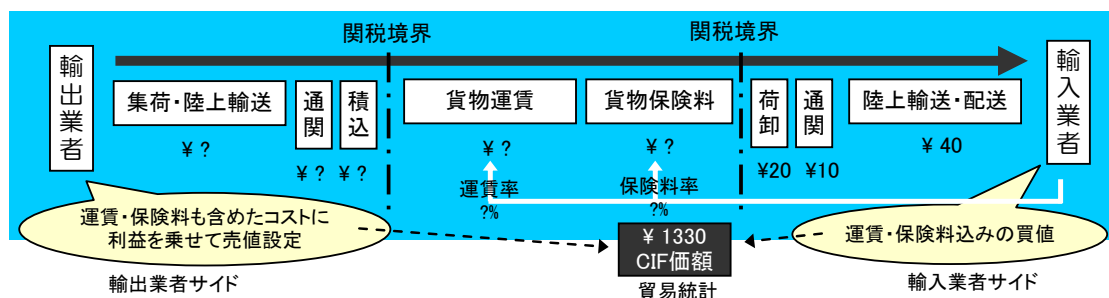 関税境界
関税境界
輸出業者
集荷・陸上輸送
通関
積込
貨物運賃
貨物保険料
荷卸
通関
陸上輸送・配送
輸入業者
¥ ?
¥ ?
¥ ?
¥ ?
¥ ?
¥20
¥10
¥ 40
運賃率
?%
保険料率
?%
運賃・保険料も含めたコストに
利益を乗せて売値設定
¥ 1330
CIF価額
運賃・保険料込みの買値
輸出業者サイド
貿易統計
輸入業者サイド